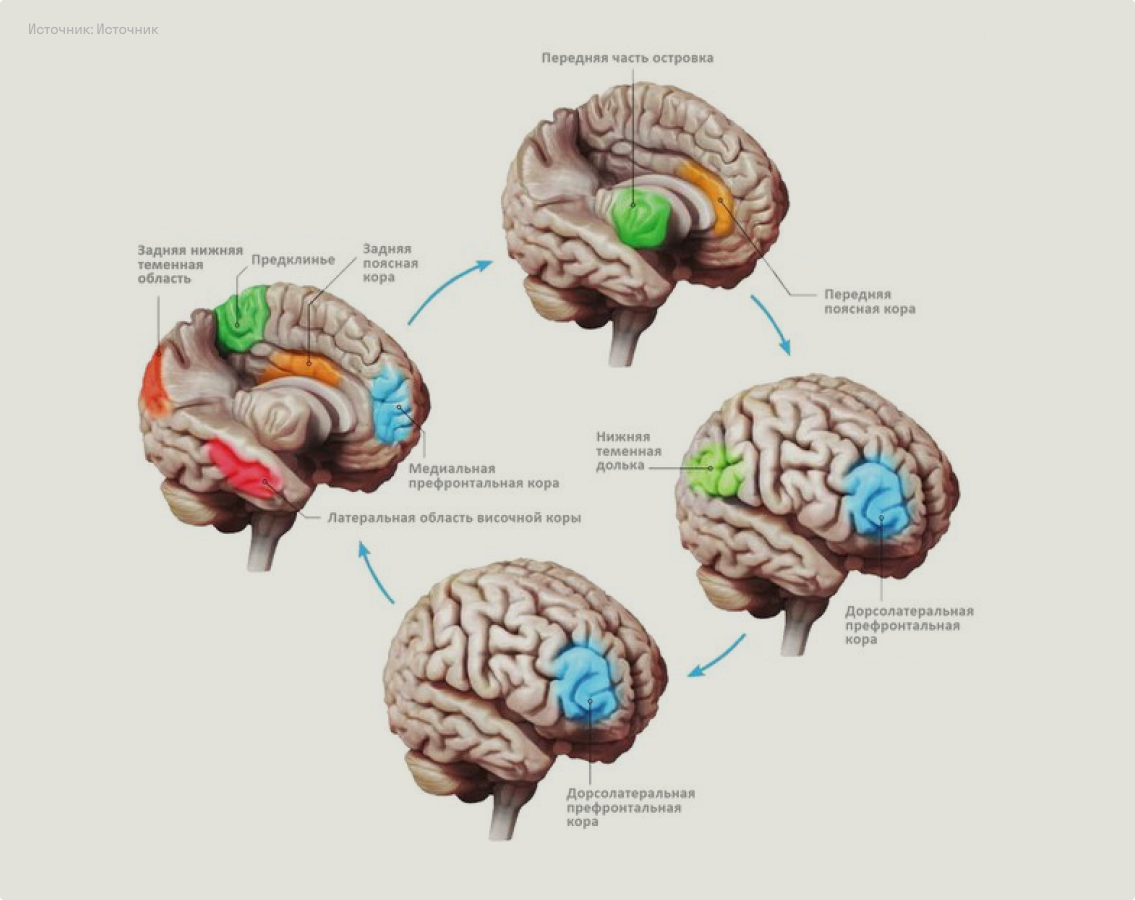 Источник: Источник
Передняя часть островка
Задняя нижняя
теменная
область
Предклинье
Задняя
поясная
кора
Передняя
поясная кора
Медиальная
префронтальная кора
Латеральная область височной коры
Нижняя
теменная
долька
Дорсолатеральная
префронтальная
кора
Дорсолатеральная
префронтальная
кора